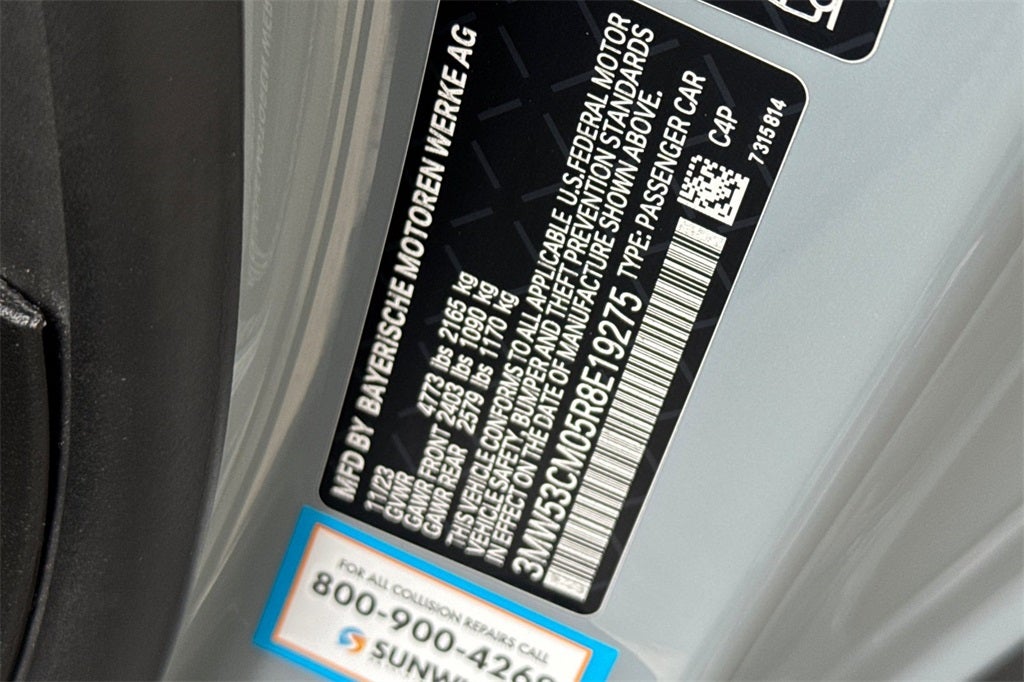 MFD BY BAYERISCHE MOTOREN WERKE AG
11/23
GVWR 4773 lbs 2165 kg
GAWR FRONT 2403 lbs 1090 kg
GAWR REAR 2579 lbs 1170 kg
THIS VEHICLE CONFORMS TO ALL APPLICABLE U.S.FEDERAL MOTOR
VEHICLE SAFETY, BUMPER AND THEFT PREVENTION STANDARDS
IN EFFECT ON THE DATE OF MANUFACTURE SHOWN ABOVE.
3MW53CM05R8E19275 TYPE: PASSENGER CAR
C4P
7315814
FOR ALL COLLISION REPAIRS CALL
800-900-426
SUNW